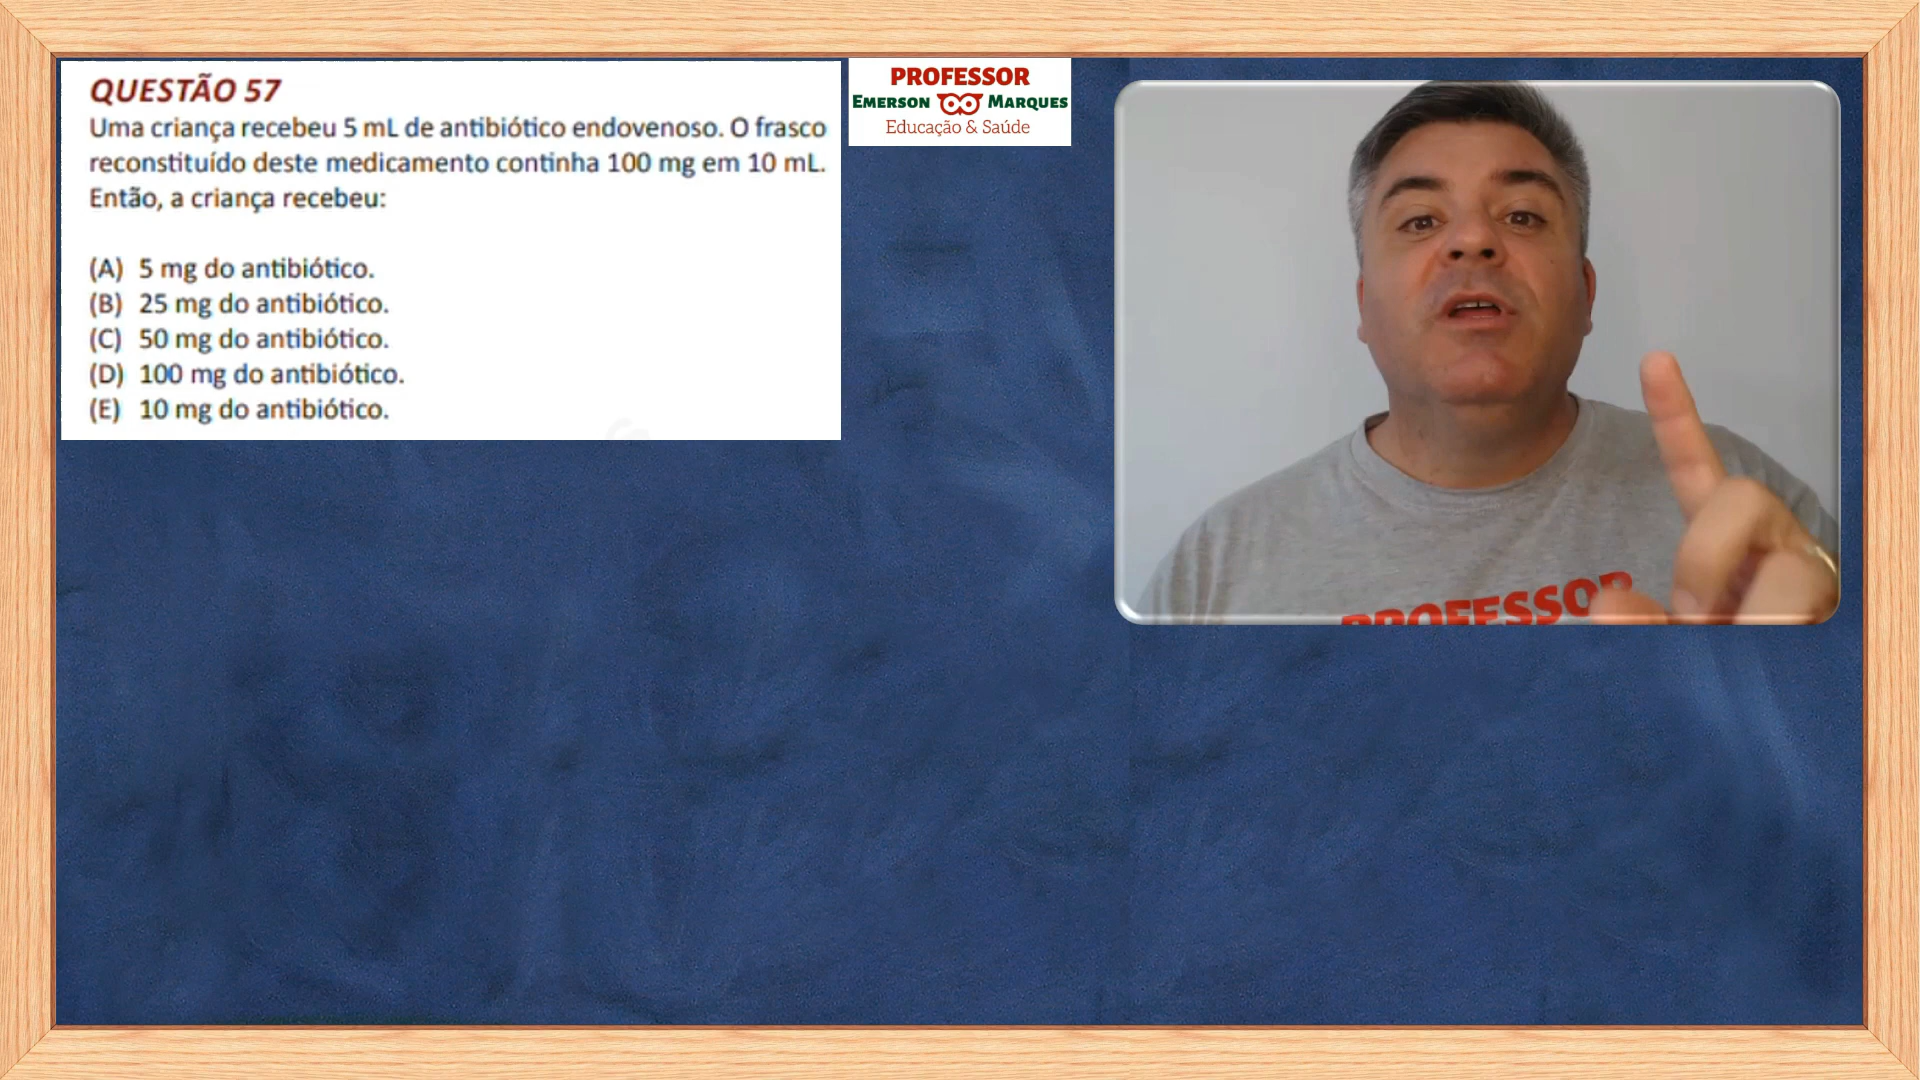 QUESTÃO 57
Uma criança recebeu 5 mL de antibiótico endovenoso. O frasco
reconstituído deste medicamento continha 100 mg em 10 mL.
Então, a criança recebeu:
(A) 5 mg do antibiótico.
(B) 25 mg do antibiótico.
(C) 50 mg do antibiótico.
(D) 100 mg do antibiótico.
(E) 10 mg do antibiótico.
PROFESSOR
EMERSON MARQUES
Educação & Saúde
PROFESSOR